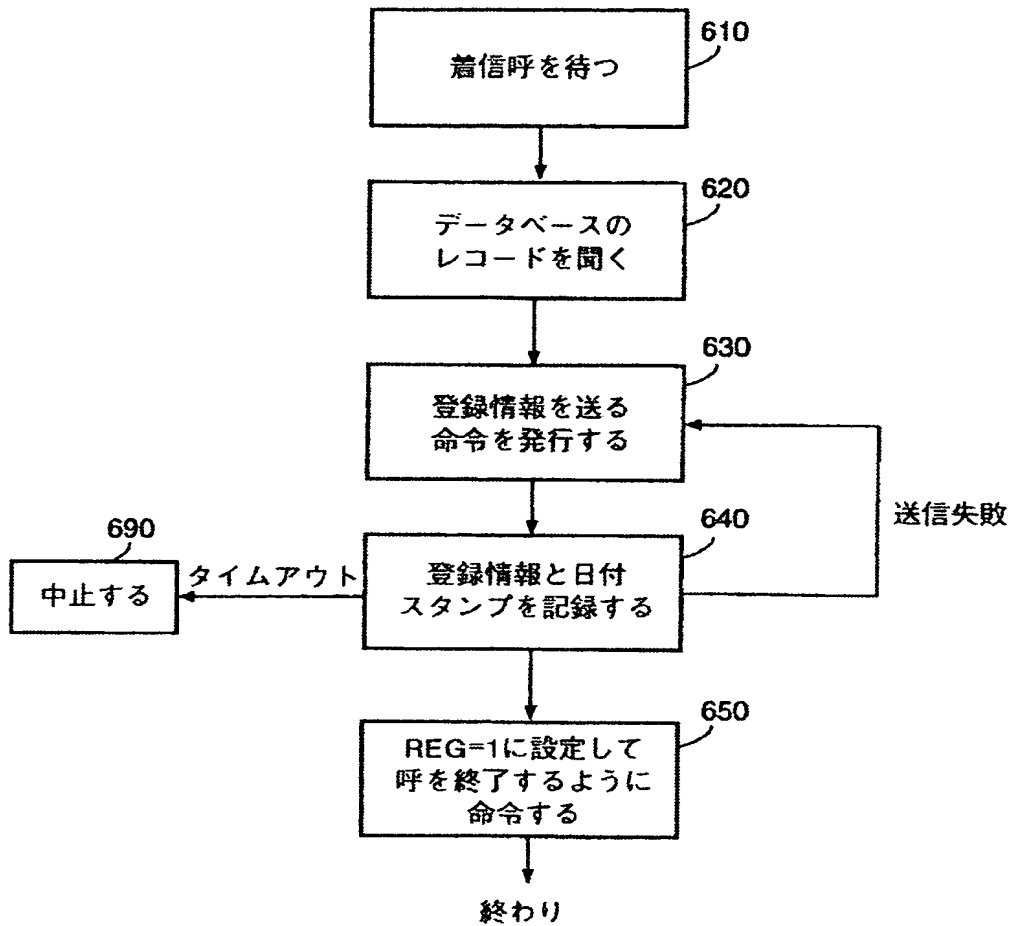 610
着信呼を待つ
620
データベースの
レコードを聞く
630
登録情報を送る
命令を発行する
送信失敗
640
登録情報と日付
スタンプを記録する
タイムアウト
690
中止する
650
REG=1に設定して
呼を終了するように
命令する
終わり